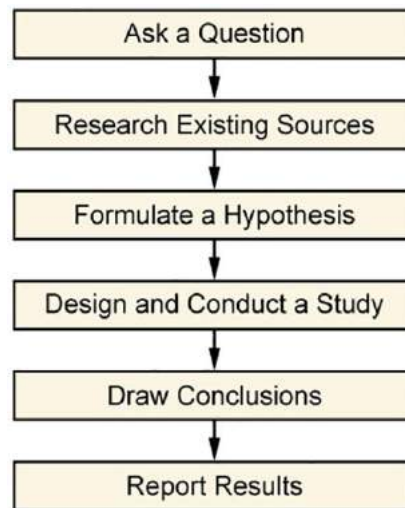 Ask a Question
Research Existing Sources
Formulate a Hypothesis
Design and Conduct a Study
Draw Conclusions
Report Results